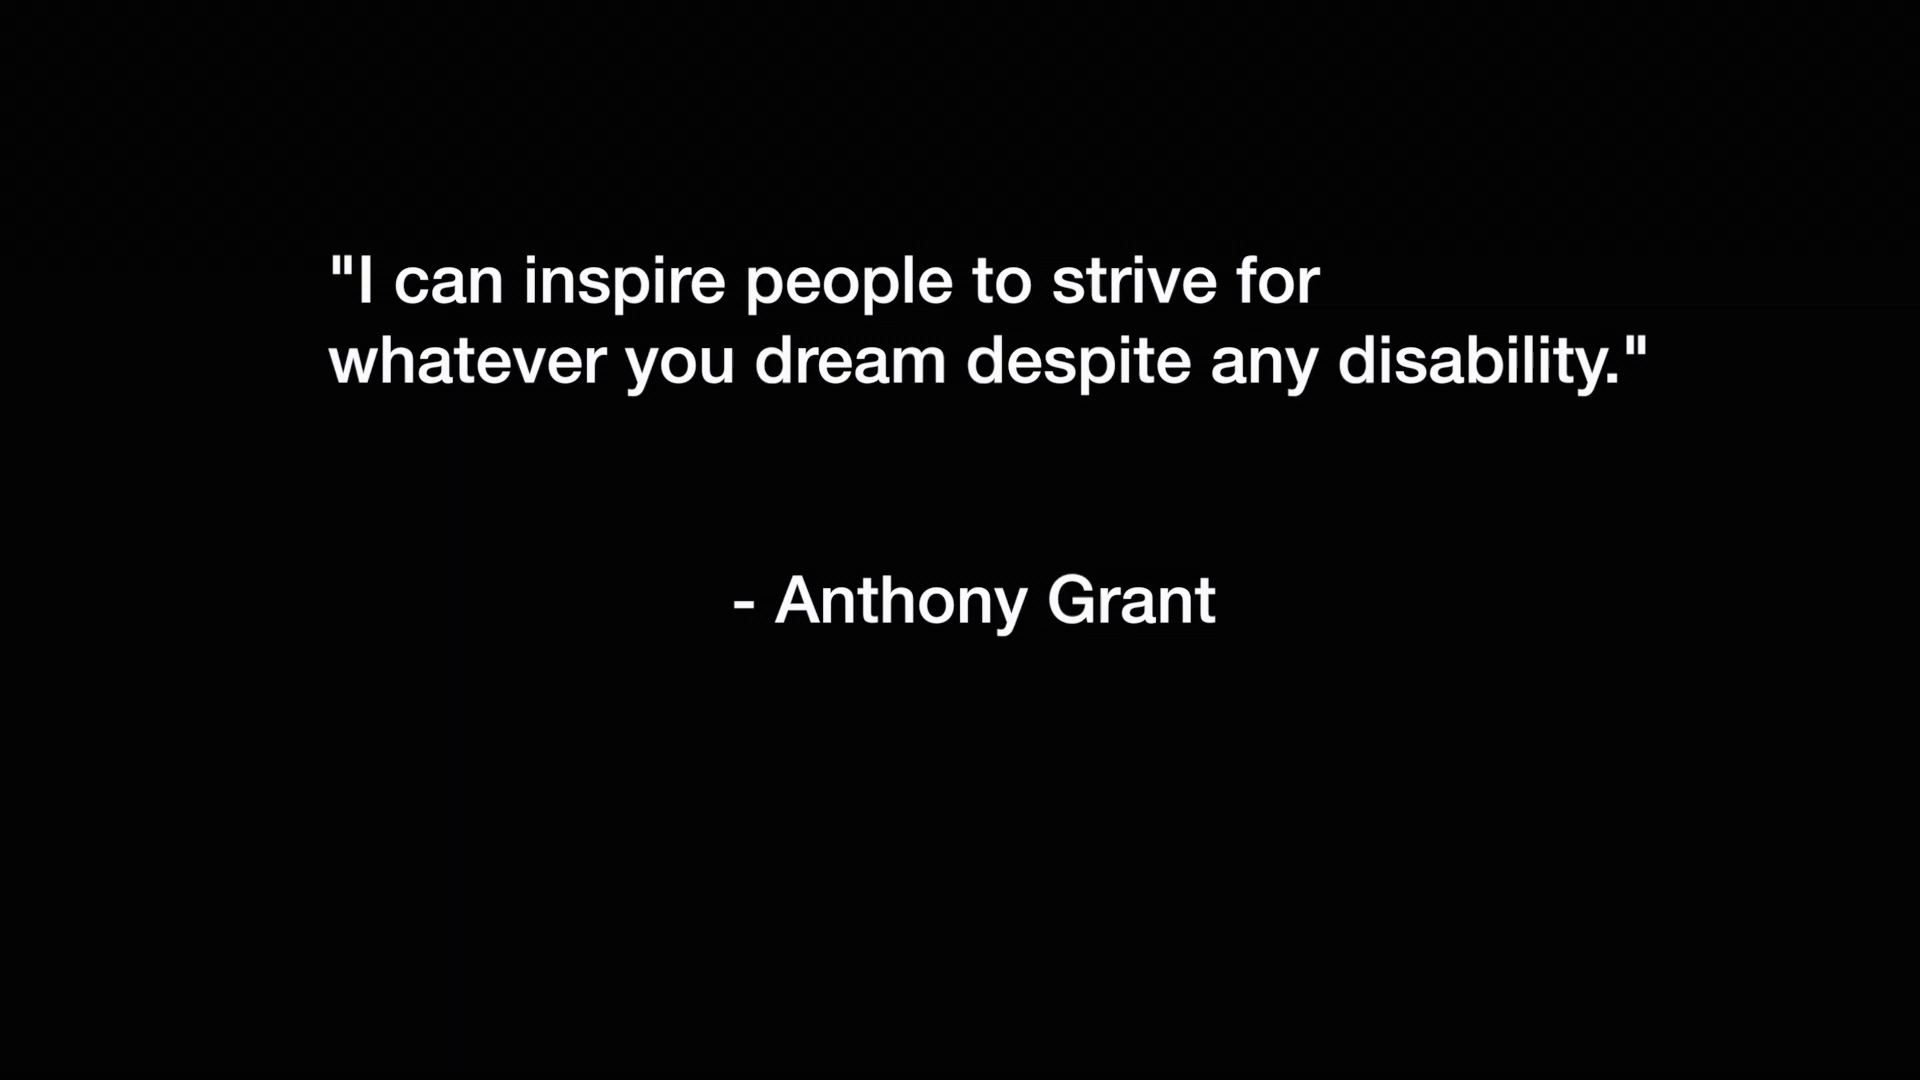 "I can inspire people to strive for
whatever you dream despite any disability."
- Anthony Grant